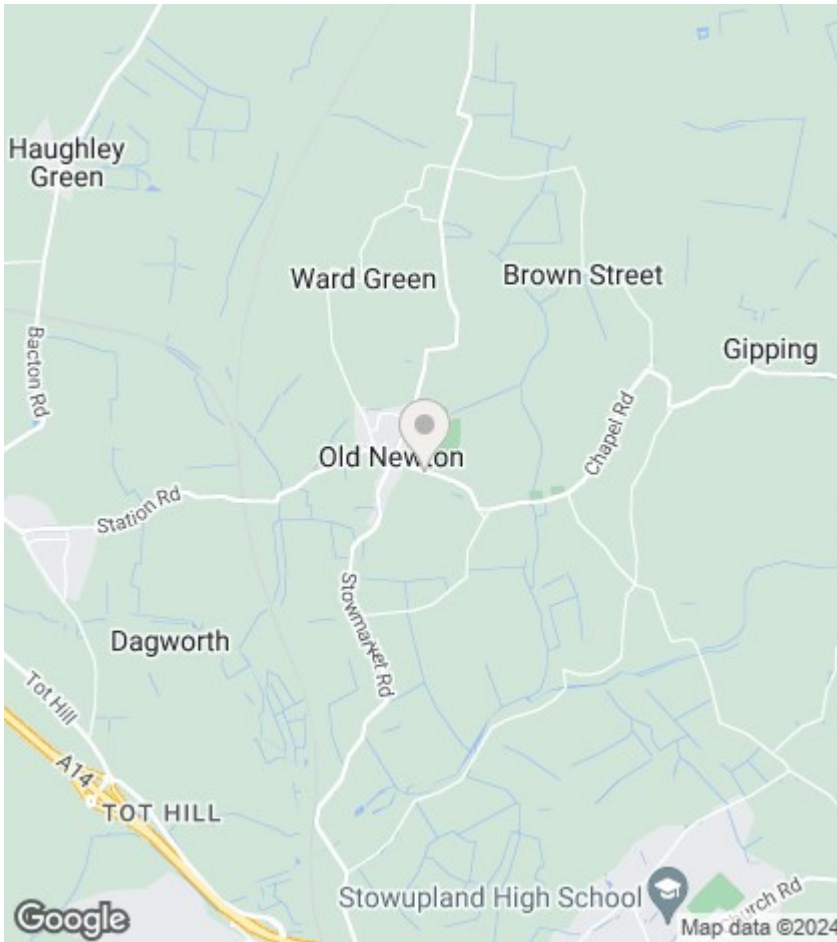 Haughley
Green
Ward Green
Brown Street
Gipping
Bacton Rd
Chapel Rd
Old Newton
Station Rd
Stowmarket Rd
Dagworth
Tot Hill
A14
TOT HILL
Stowupland High School
Church Rd
Google
Map data ©2024